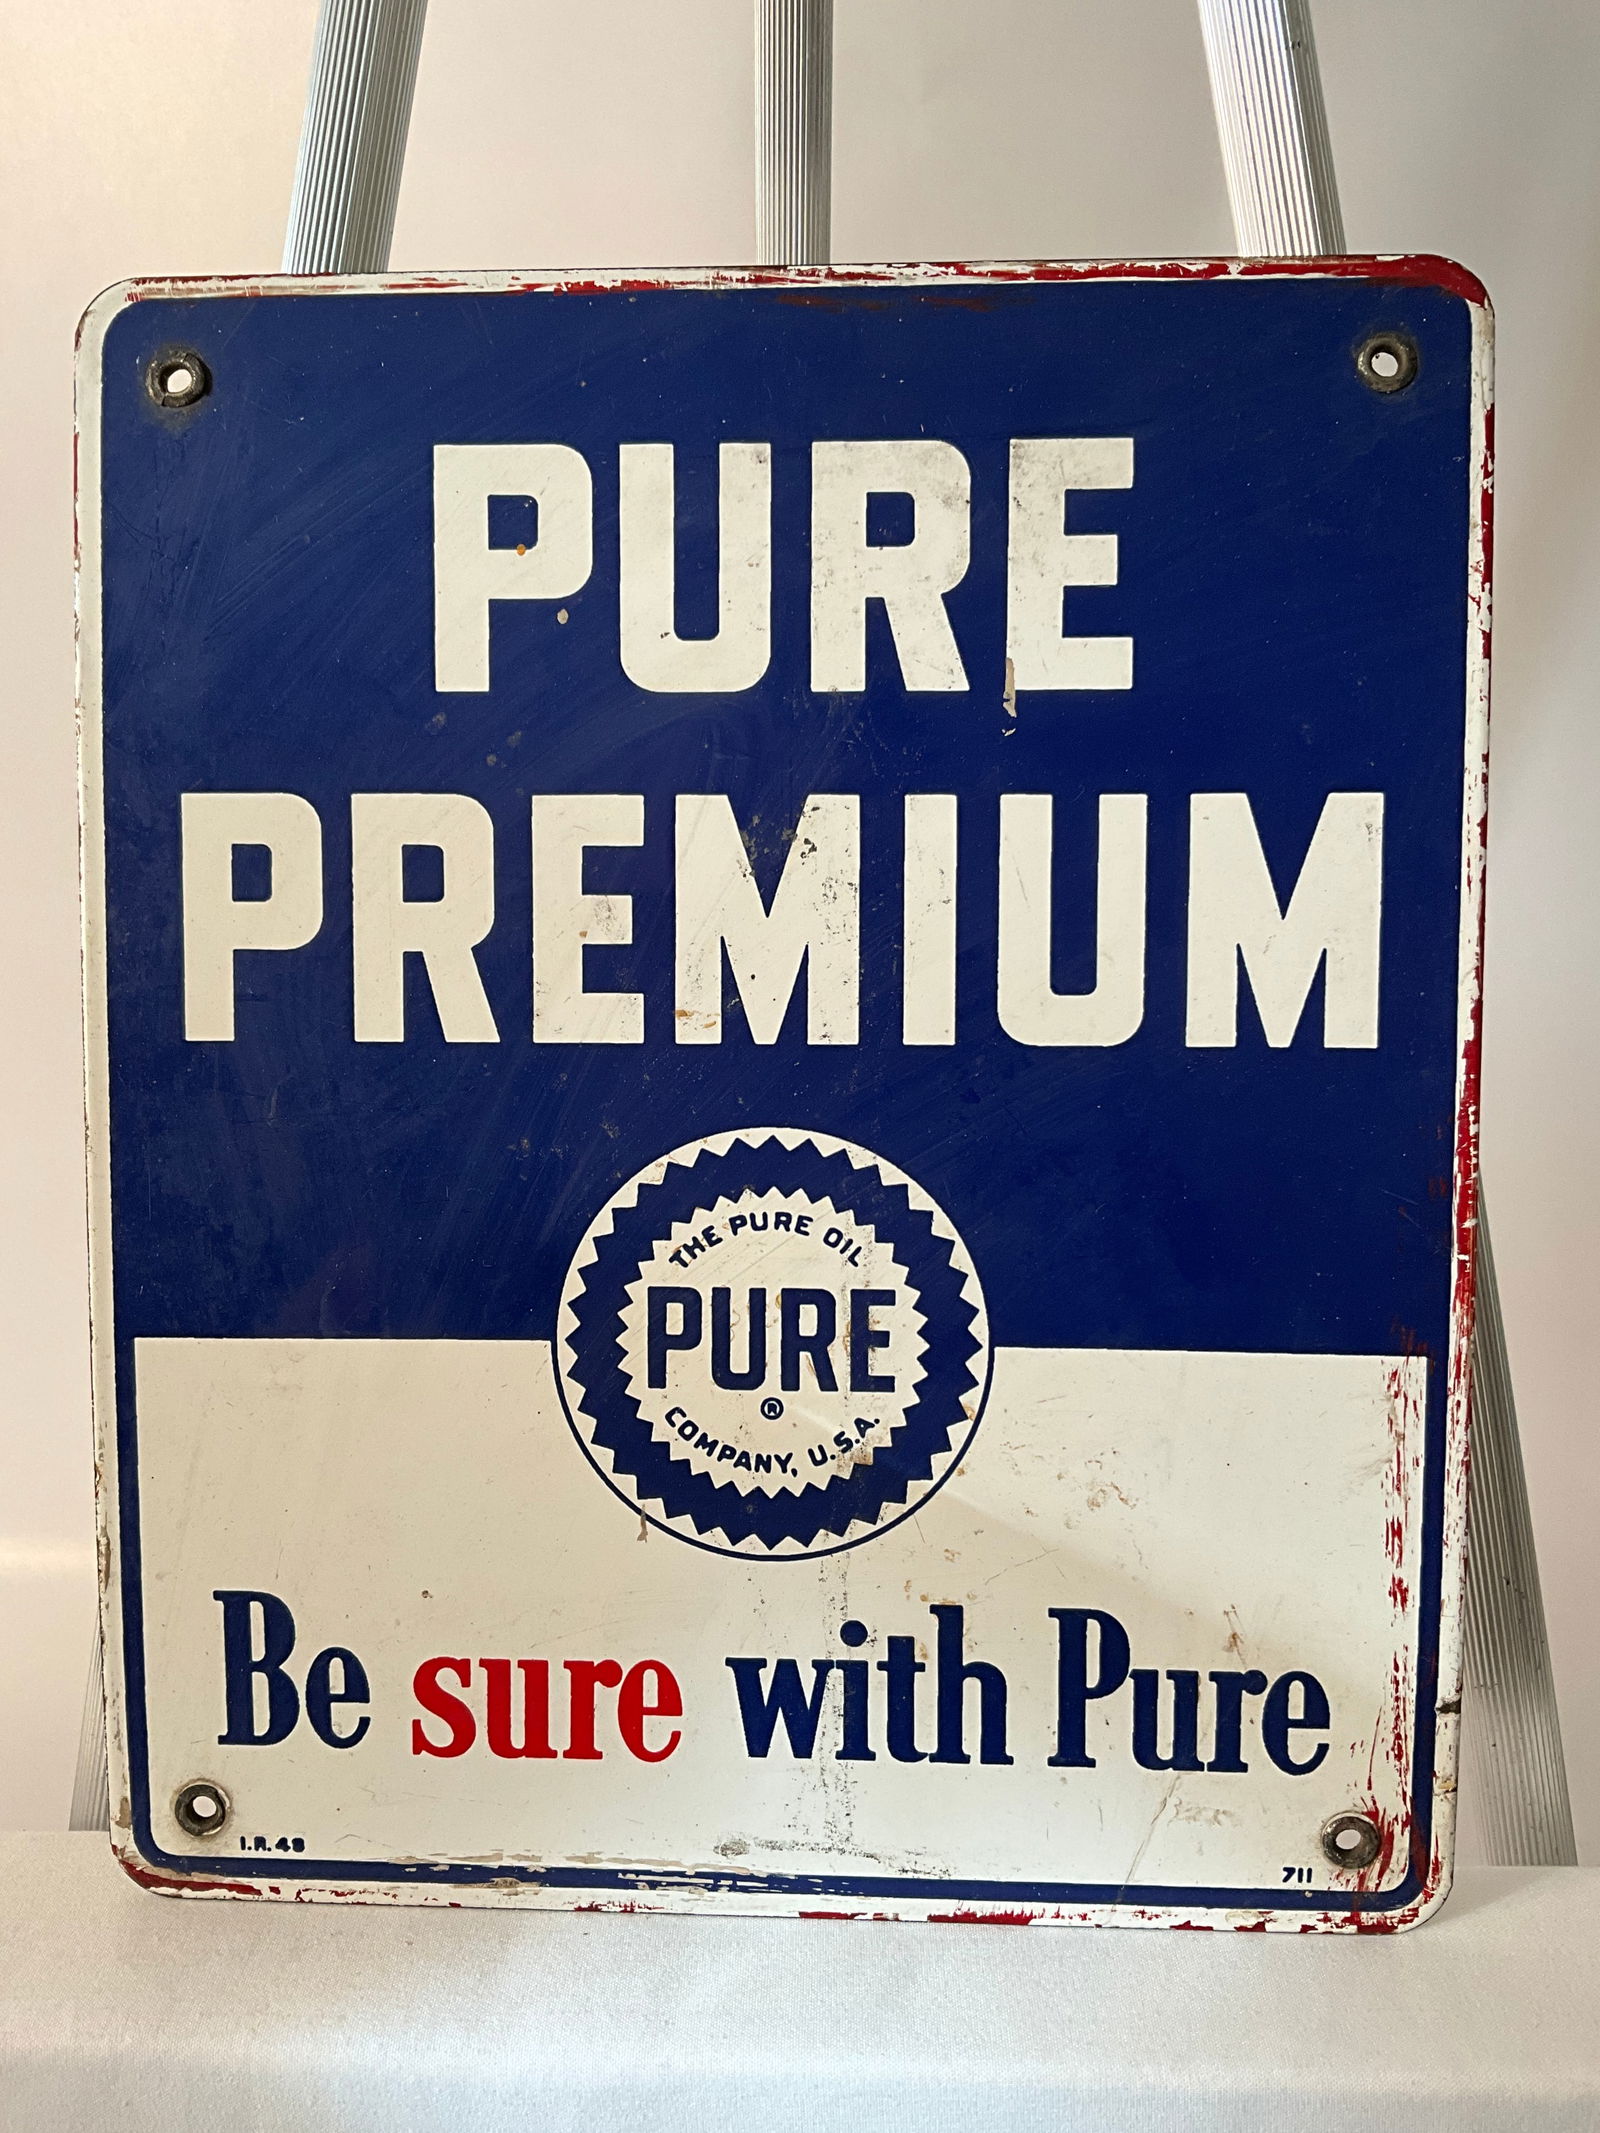 PURE
PREMIUM
THE PURE OIL
PURE
®
COMPANY, U.S.A.
Be sure with Pure
I.R. 48
711